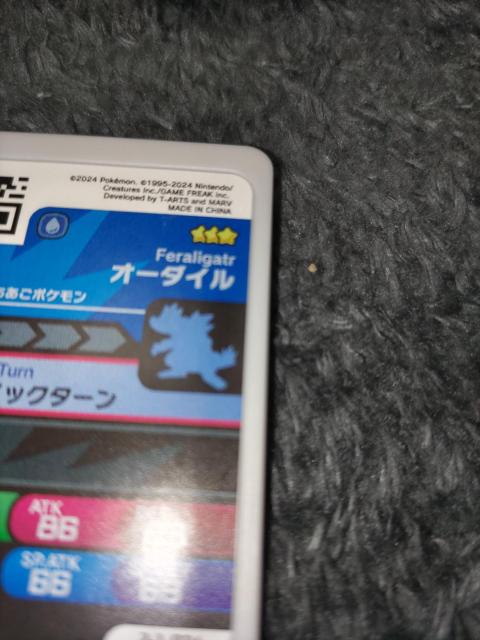 ©2024 Pokémon. ©1995-2024 Nintendo/
Creatures Inc./GAME FREAK inc.
Developed by T-ARTS and MARV
MADE IN CHINA
Feraligatr
オーダイル
あごポケモン
Turn
ックターン
ATK
86
SP.ATK
66